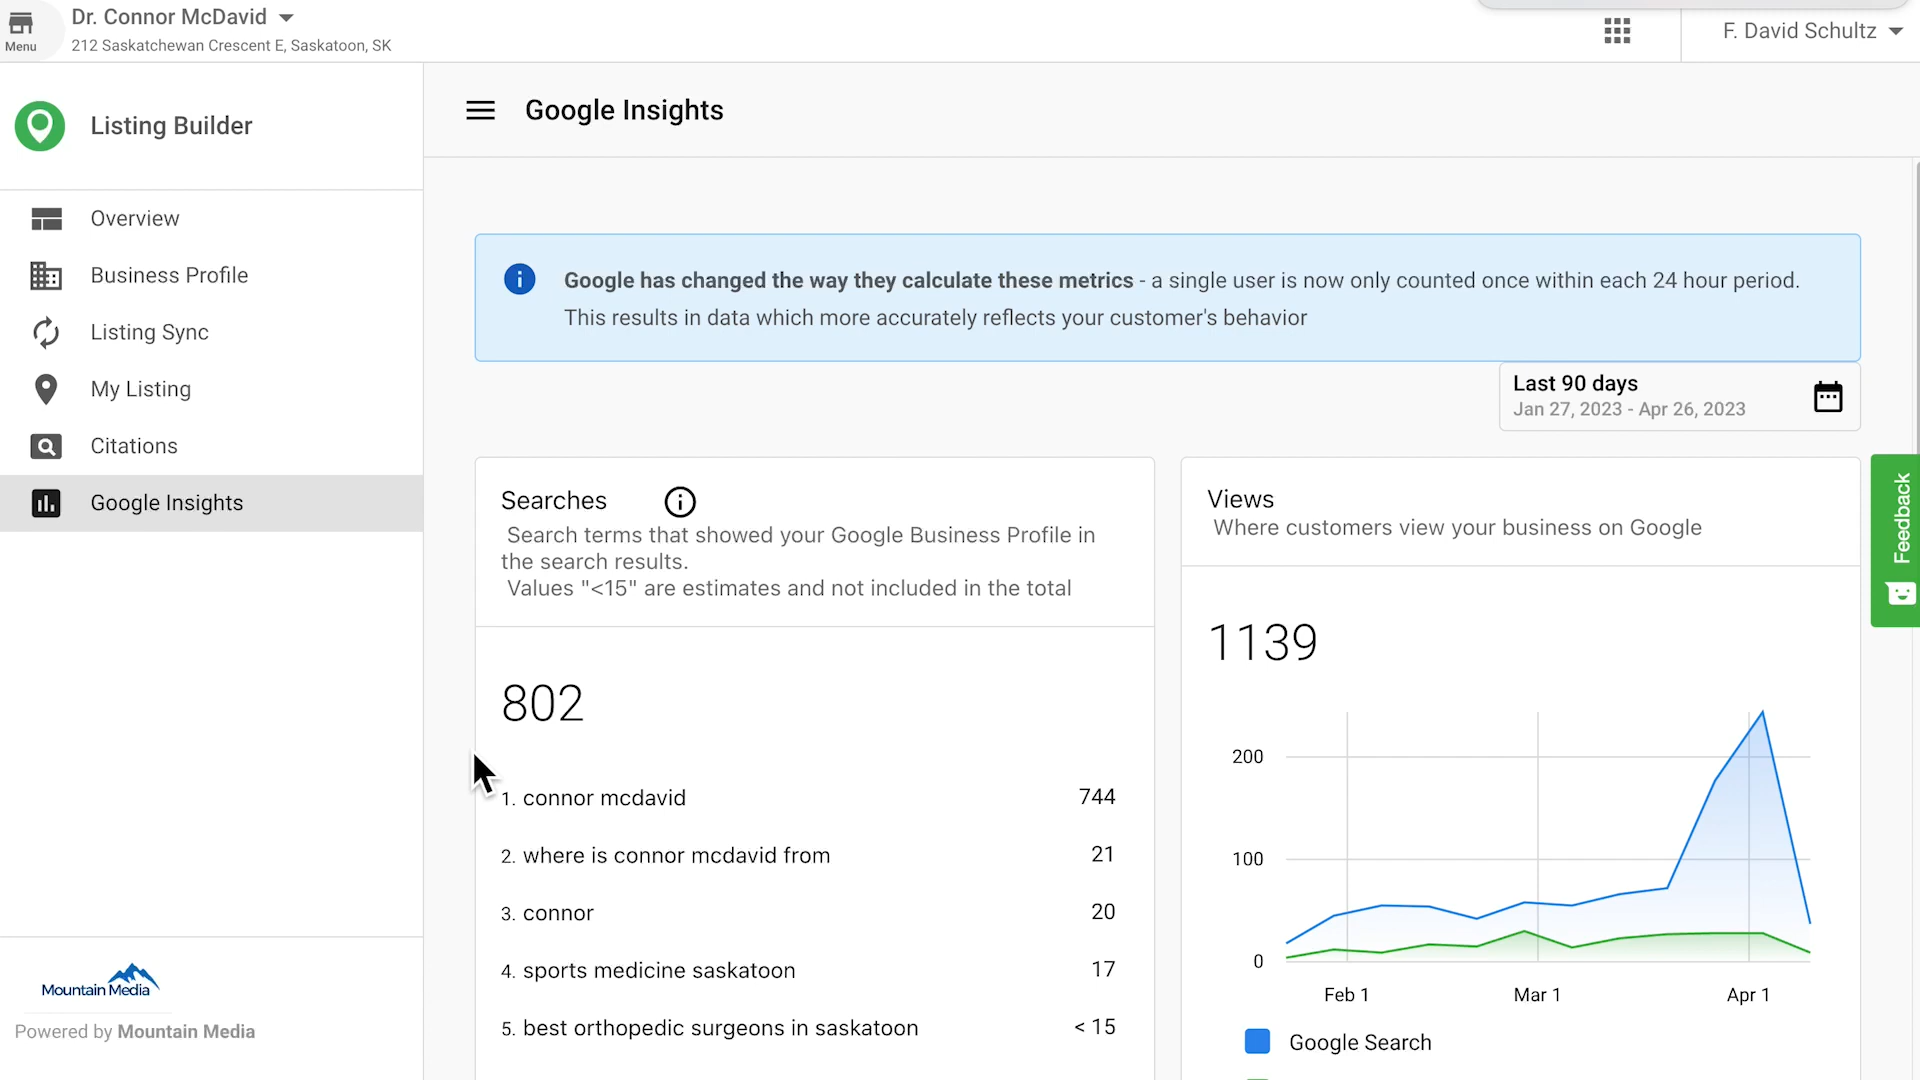 Menu
Dr. Connor McDavid
212 Saskatchewan Crescent E, Saskatoon, SK
F. David Schultz
Listing Builder
Overview
Business Profile
Listing Sync
My Listing
Citations
Google Insights
Mountain Media
Powered by Mountain Media
Google Insights
Google has changed the way they calculate these metrics - a single user is now only counted once within each 24 hour period.
This results in data which more accurately reflects your customer's behavior
Last 90 days
Jan 27, 2023 - Apr 26, 2023
Searches
Search terms that showed your Google Business Profile in
the search results.
Values "<15" are estimates and not included in the total
802
1. connor mcdavid 744
2. where is connor mcdavid from 21
3. connor 20
4. sports medicine saskatoon 17
5. best orthopedic surgeons in saskatoon < 15
Views
Where customers view your business on Google
1139
200
100
0
Feb 1 Mar 1 Apr 1
Google Search
Feedback